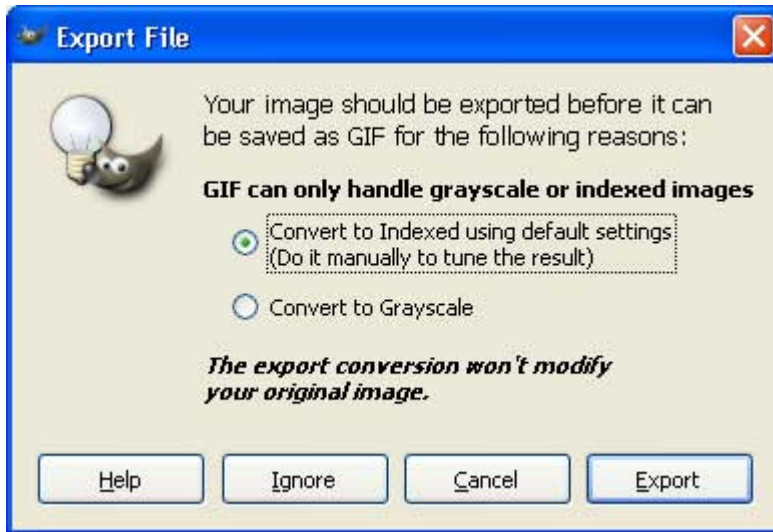 Export File
Your image should be exported before it can
be saved as GIF for the following reasons:
GIF can only handle grayscale or indexed images
Convert to Indexed using default settings
(Do it manually to tune the result)
Convert to Grayscale
The export conversion won't modify
your original image.
Help Ignore Cancel Export